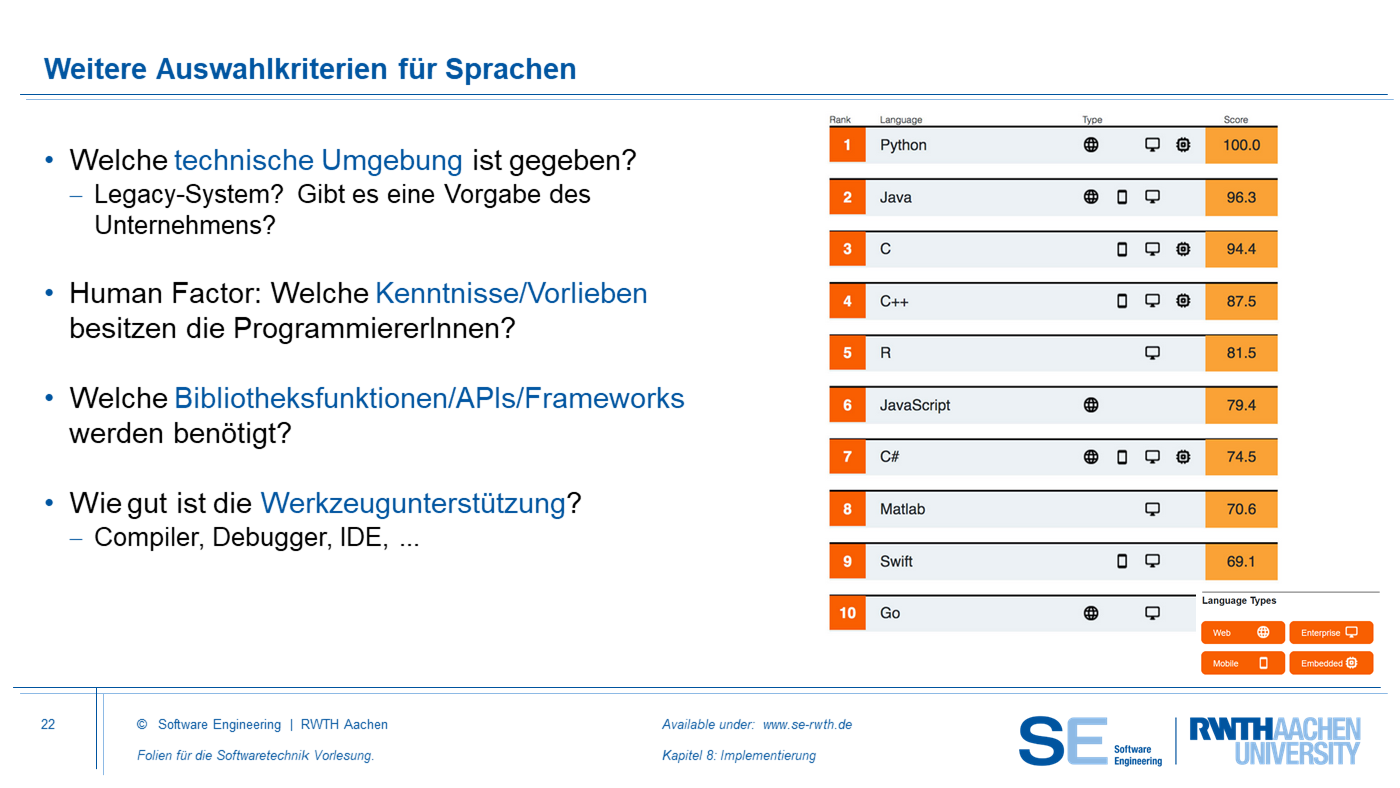 Weitere Auswahlkriterien für Sprachen
• Welche technische Umgebung ist gegeben?
– Legacy-System? Gibt es eine Vorgabe des
Unternehmens?
• Human Factor: Welche Kenntnisse/Vorlieben
besitzen die ProgrammiererInnen?
• Welche Bibliotheksfunktionen/APIs/Frameworks
werden benötigt?
• Wie gut ist die Werkzeugunterstützung?
– Compiler, Debugger, IDE, ...
Rank Language Type Score
1 Python 100.0
2 Java 96.3
3 C 94.4
4 C++ 87.5
5 R 81.5
6 JavaScript 79.4
7 C# 74.5
8 Matlab 70.6
9 Swift 69.1
10 Go
Language Types
Web Enterprise
Mobile Embedded
22
© Software Engineering | RWTH Aachen
Folien für die Softwaretechnik Vorlesung.
Available under: www.se-rwth.de
Kapitel 8: Implementierung
SE Software
Engineering
RWTHAACHEN
UNIVERSITY